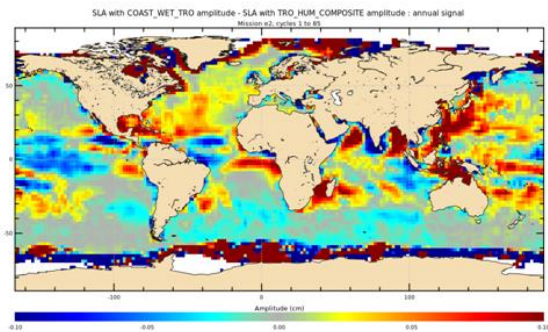 SLA with COAST_WET_TRO amplitude - SLA with TRO_HUM_COMPOSITE amplitude : annual signal
Mission e2, cycles 1 to 85
50
0
-50
-100 0 100
Amplitude (cm)
-0.10 -0.05 0.00 0.05 0.10